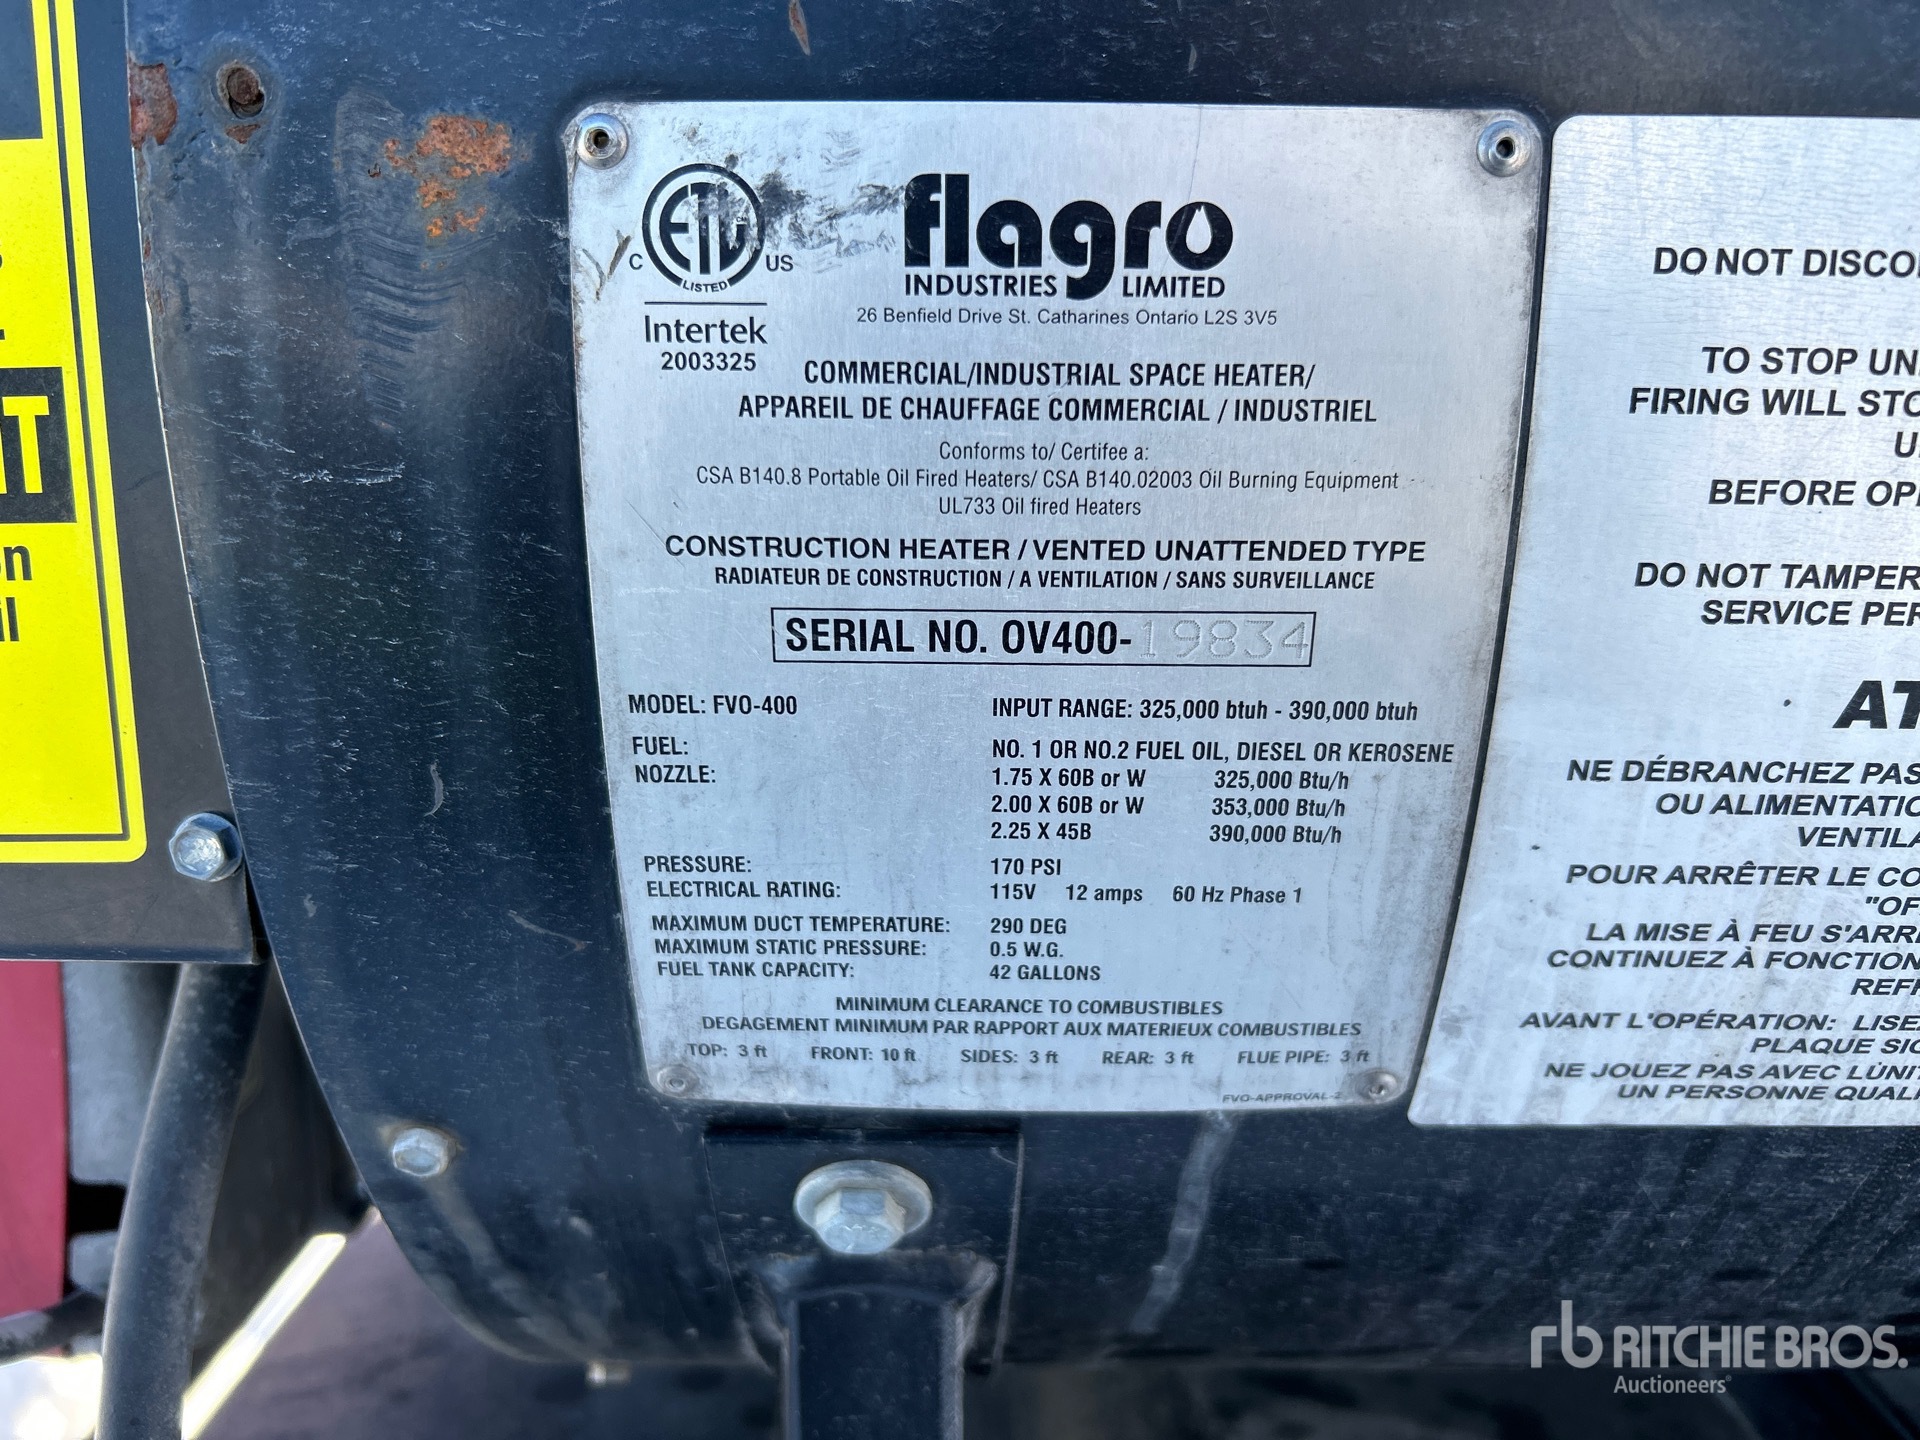 ETL
CM
LISTED
C
US
Intertek
2003325
flagro
INDUSTRIES LIMITED
26 Benfield Drive St. Catharines Ontario L2S 3V5
COMMERCIAL/INDUSTRIAL SPACE HEATER/
APPAREIL DE CHAUFFAGE COMMERCIAL / INDUSTRIEL
Conforms to/ Certifee a:
CSA B140.8 Portable Oil Fired Heaters/ CSA B140.02003 Oil Burning Equipment
UL733 Oil fired Heaters
CONSTRUCTION HEATER / VENTED UNATTENDED TYPE
RADIATEUR DE CONSTRUCTION / A VENTILATION / SANS SURVEILLANCE
SERIAL NO. OV400-19834
MODEL: FVO-400 INPUT RANGE: 325,000 btuh - 390,000 btuh
FUEL: NO. 1 OR NO.2 FUEL OIL, DIESEL OR KEROSENE
NOZZLE: 1.75 X 60B or W 325,000 Btu/h
2.00 X 60B or W 353,000 Btu/h
2.25 X 45B 390,000 Btu/h
PRESSURE: 170 PSI
ELECTRICAL RATING: 115V 12 amps 60 Hz Phase 1
MAXIMUM DUCT TEMPERATURE: 290 DEG
MAXIMUM STATIC PRESSURE: 0.5 W.G.
FUEL TANK CAPACITY: 42 GALLONS
MINIMUM CLEARANCE TO COMBUSTIBLES
DEGAGEMENT MINIMUM PAR RAPPORT AUX MATERIEUX COMBUSTIBLES
TOP: 3 ft FRONT: 10 ft SIDES: 3 ft REAR: 3 ft FLUE PIPE: 3 ft
FVO-APPROVAL-2
DO NOT DISCO
TO STOP UN
FIRING WILL STO
U
BEFORE OP
DO NOT TAMPER
SERVICE PER
AT
NE DÉBRANCHEZ PAS
OU ALIMENTATIO
VENTILA
POUR ARRÊTER LE CO
"OF
LA MISE À FEU S'ARR
CONTINUEZ À FONCTION
REF
AVANT L'OPÉRATION: LISE
PLAQUE SI
NE JOUEZ PAS AVEC LÚNIT
UN PERSONNE QUAL
T
on
il
rb RITCHIE BROS.
Auctioneers